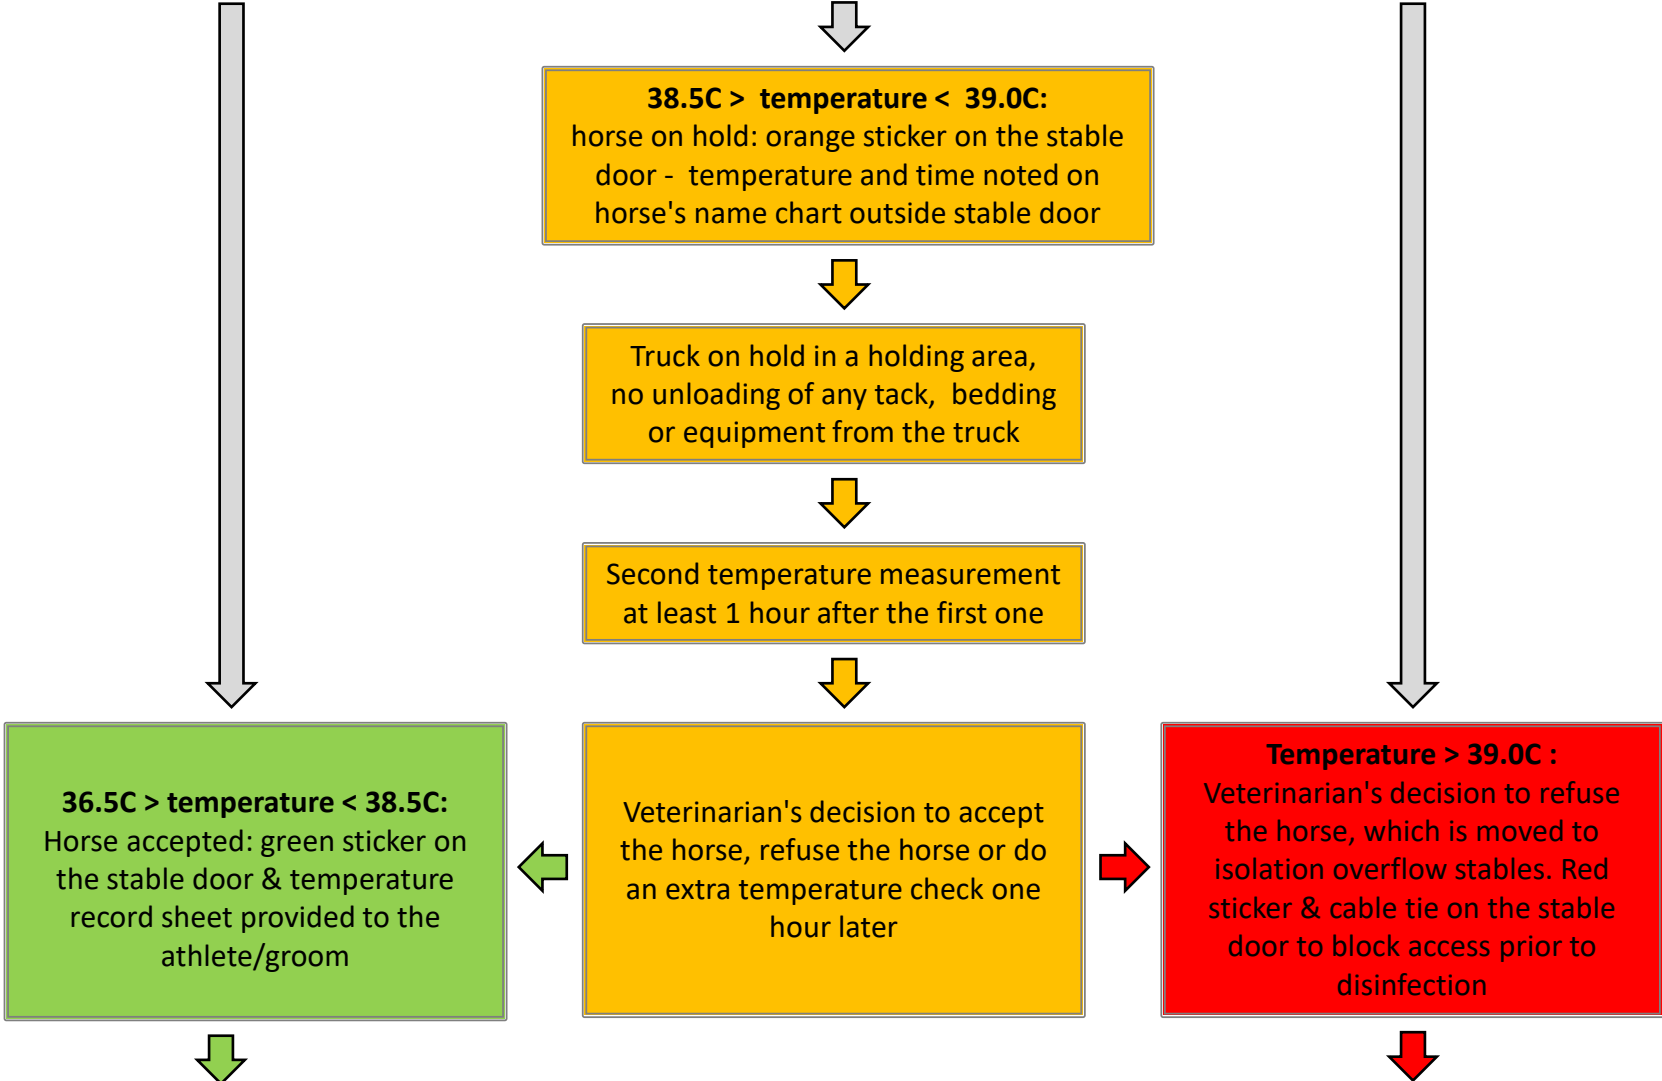 38.5C > temperature < 39.0C:
horse on hold: orange sticker on the stable
door - temperature and time noted on
horse's name chart outside stable door
Truck on hold in a holding area,
no unloading of any tack, bedding
or equipment from the truck
Second temperature measurement
at least 1 hour after the first one
36.5C > temperature < 38.5C:
Horse accepted: green sticker on
the stable door & temperature
record sheet provided to the
athlete/groom
Veterinarian's decision to accept
the horse, refuse the horse or do
an extra temperature check one
hour later
Temperature > 39.0C :
Veterinarian's decision to refuse
the horse, which is moved to
isolation overflow stables. Red
sticker & cable tie on the stable
door to block access prior to
disinfection